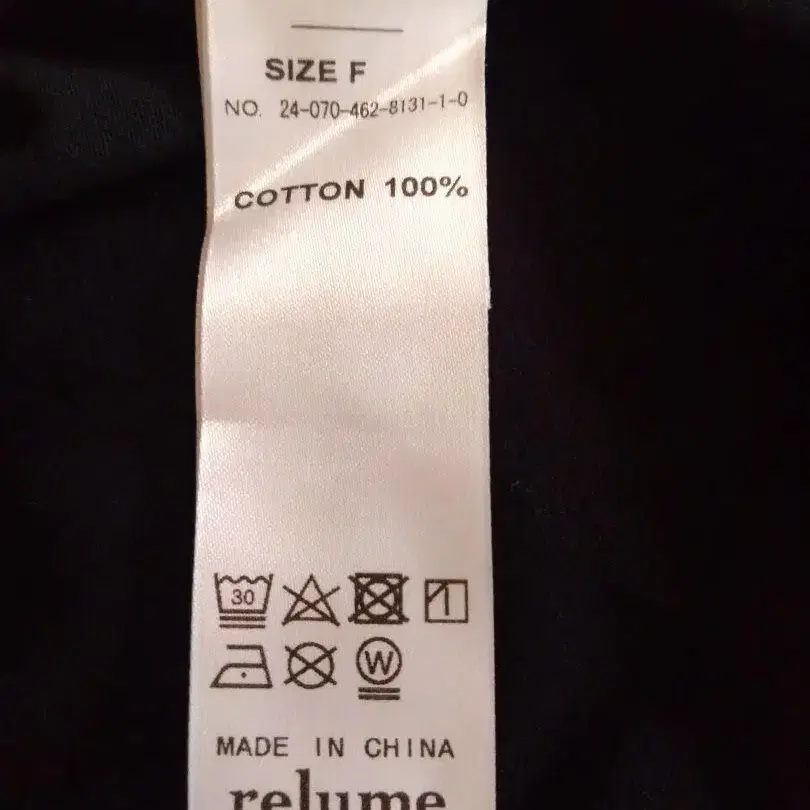 SIZE F
NO. 24-070-462-8131-1-0
COTTON 100%
30
W
MADE IN CHINA
relume